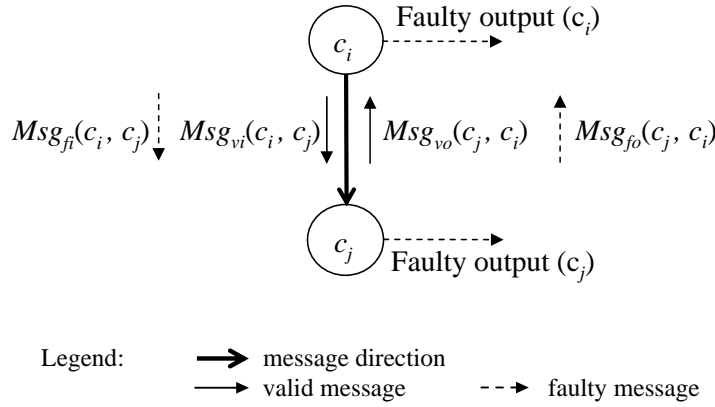 Faulty output (c_i)
c_i
Msg_fi(c_i, c_j) Msg_vi(c_i, c_j) Msg_vo(c_j, c_i) Msg_fo(c_j, c_i)
c_j
Faulty output (c_j)
Legend: message direction
valid message faulty message